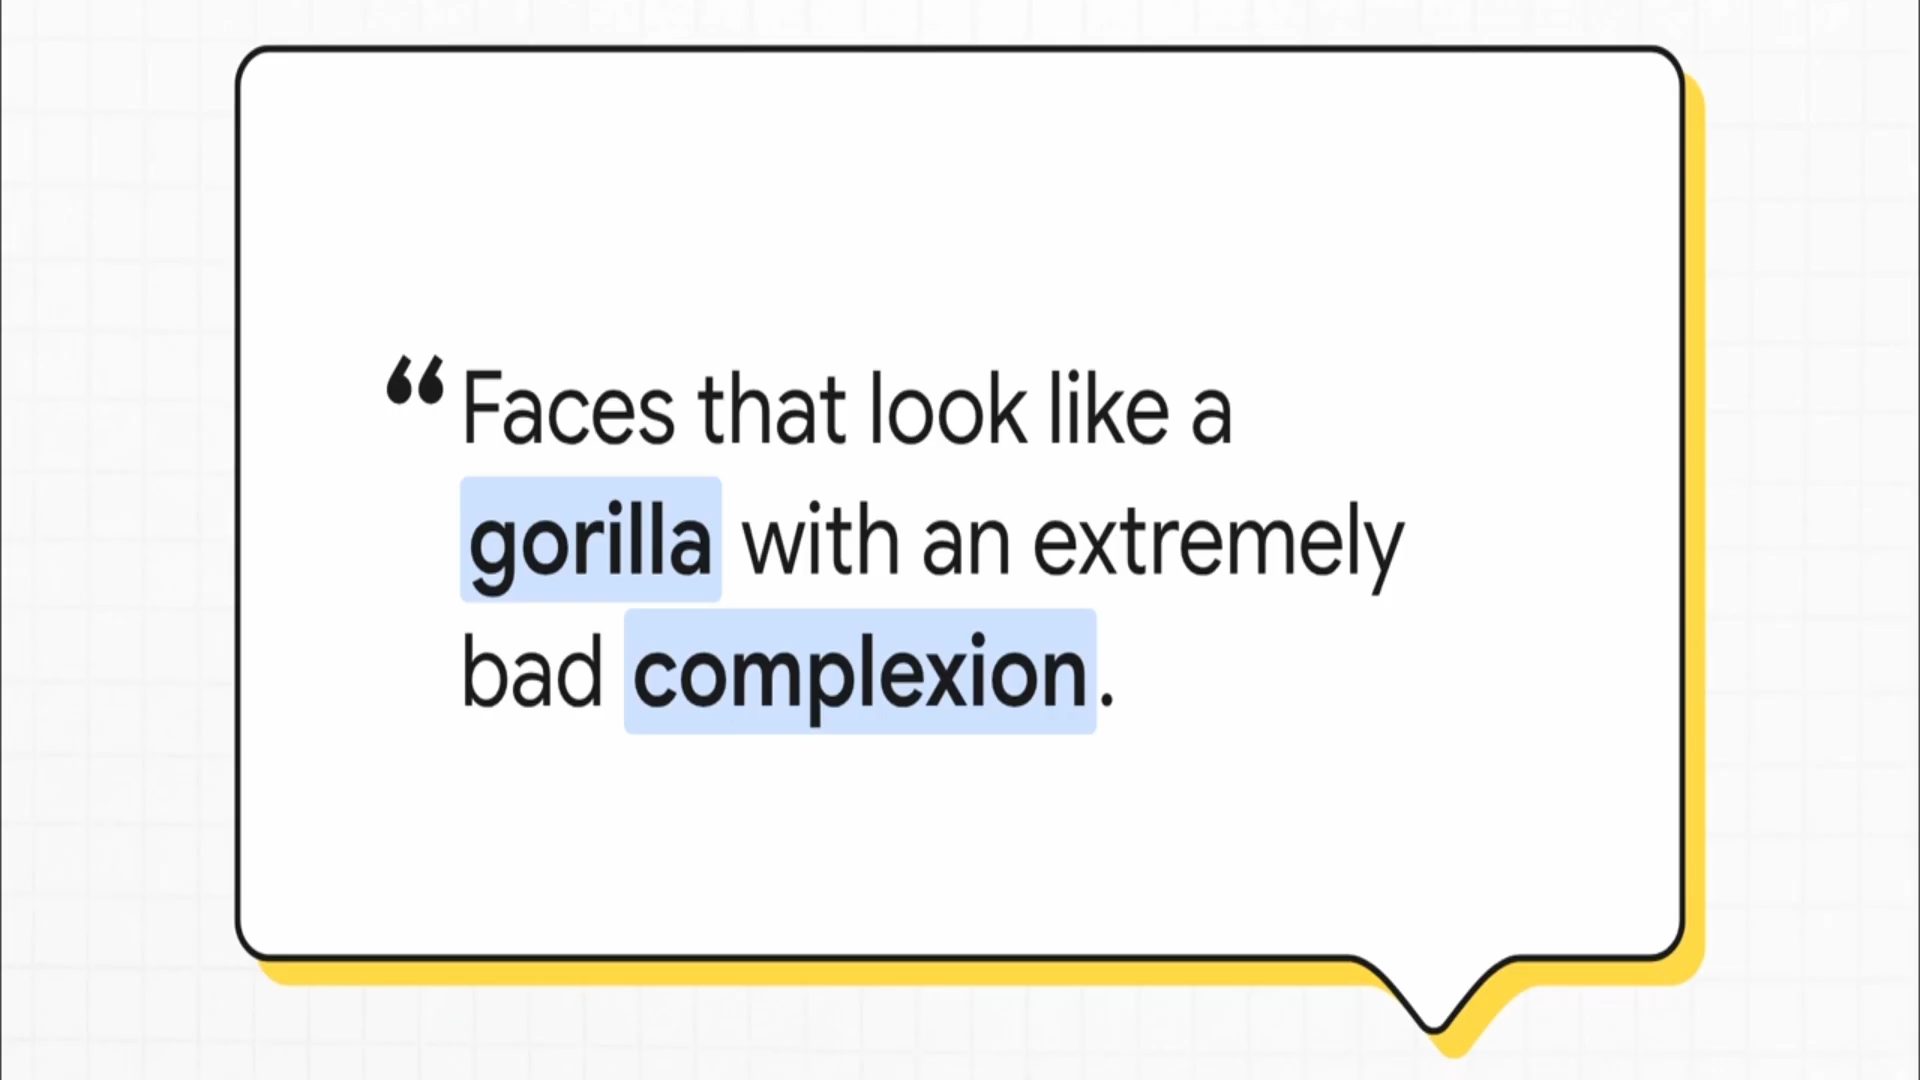 “Faces that look like a
gorilla with an extremely
bad complexion.